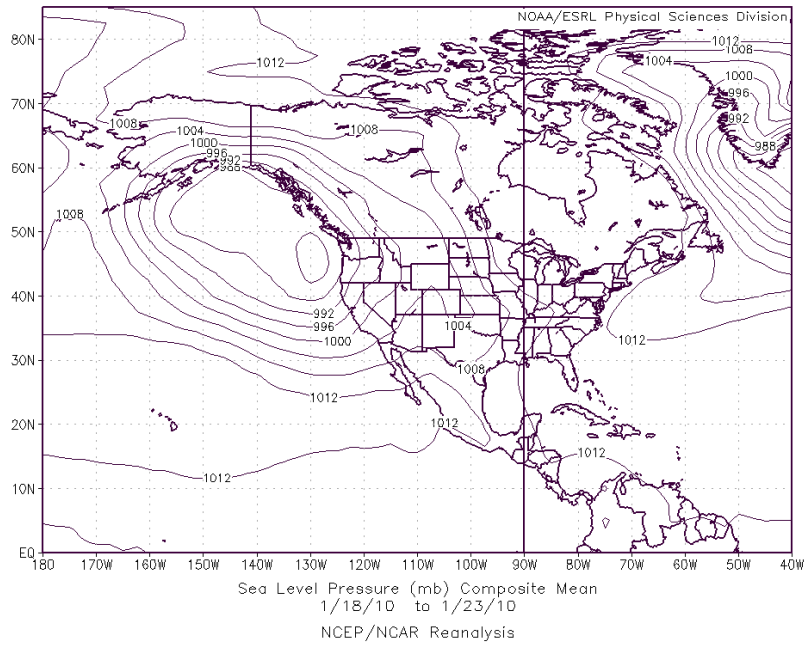 NOAA/ESRL Physical Sciences Division
80N
1012
1008
1012
1004
1000
996
70N
992
1008
1004
1008
1000
988
996
992
988
60N
1008
50N
40N
992
996
1004
1000
1012
30N
1008
1012
20N
1012
1012
1012
10N
EQ
180 170W 160W 150W 140W 130W 120W 110W 100W 90W 80W 70W 60W 50W 40W
Sea Level Pressure (mb) Composite Mean
1/18/10 to 1/23/10
NCEP/NCAR Reanalysis